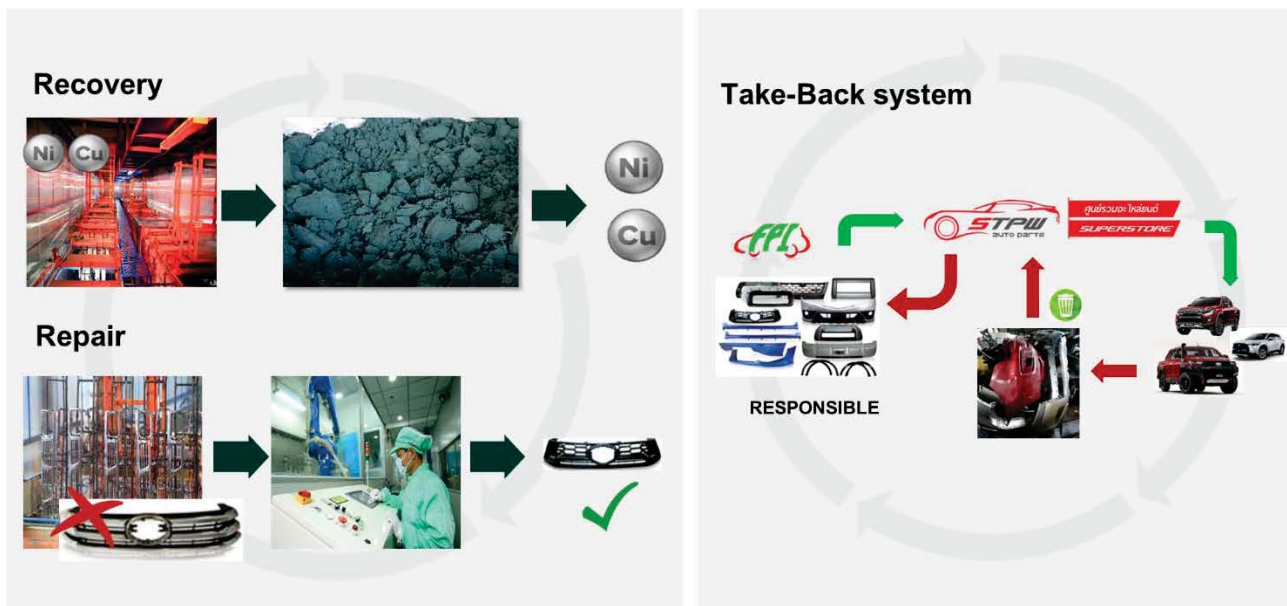 Recovery
Ni Cu
Ni
Cu
Repair
Take-Back system
FPI
STPW
auto parts
ศูนย์รวมอะไหล่ยนต์
SUPERSTORE
RESPONSIBLE